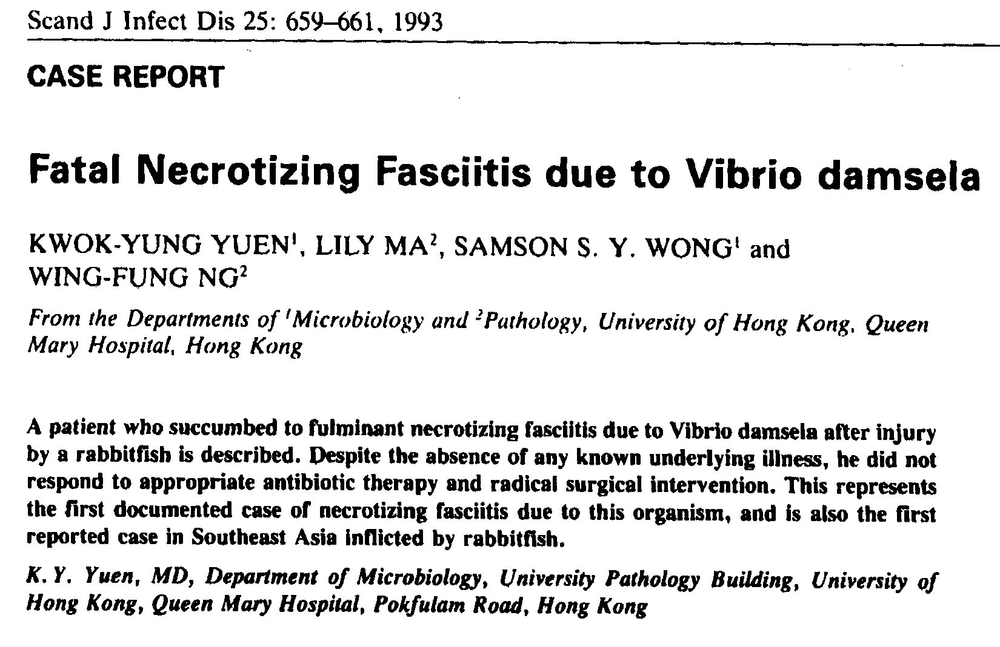 Scand J Infect Dis 25: 659–661, 1993
CASE REPORT
Fatal Necrotizing Fasciitis due to Vibrio damsela
KWOK-YUNG YUEN¹, LILY MA², SAMSON S. Y. WONG¹ and
WING-FUNG NG²
From the Departments of ¹Microbiology and ²Pathology, University of Hong Kong, Queen
Mary Hospital, Hong Kong
A patient who succumbed to fulminant necrotizing fasciitis due to Vibrio damsela after injury
by a rabbitfish is described. Despite the absence of any known underlying illness, he did not
respond to appropriate antibiotic therapy and radical surgical intervention. This represents
the first documented case of necrotizing fasciitis due to this organism, and is also the first
reported case in Southeast Asia inflicted by rabbitfish.
K. Y. Yuen, MD, Department of Microbiology, University Pathology Building, University of
Hong Kong, Queen Mary Hospital, Pokfulam Road, Hong Kong